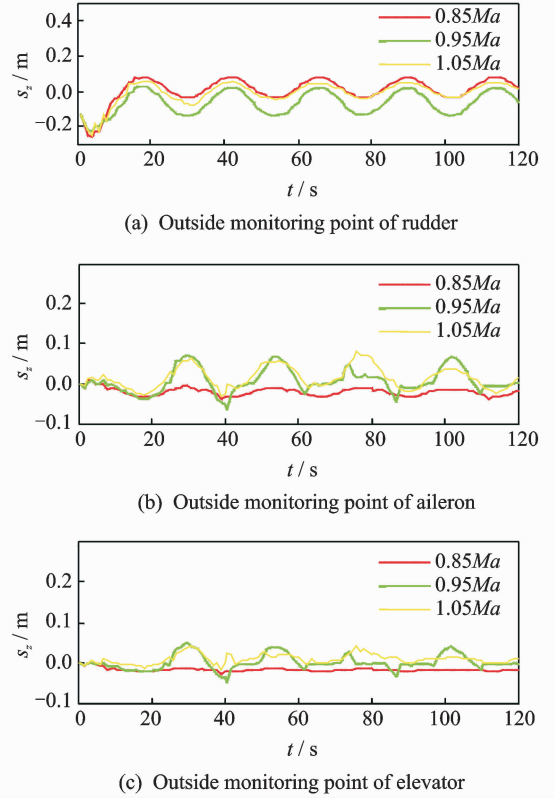 0.4
0.2
0.0
−0.2
s_z / m
0.85Ma
0.95Ma
1.05Ma
0 20 40 60 80 100 120
t / s
(a) Outside monitoring point of rudder
0.2
0.1
0.0
−0.1
s_z / m
0.85Ma
0.95Ma
1.05Ma
0 20 40 60 80 100 120
t / s
(b) Outside monitoring point of aileron
0.2
0.1
0.0
−0.1
s_z / m
0.85Ma
0.95Ma
1.05Ma
0 20 40 60 80 100 120
t / s
(c) Outside monitoring point of elevator